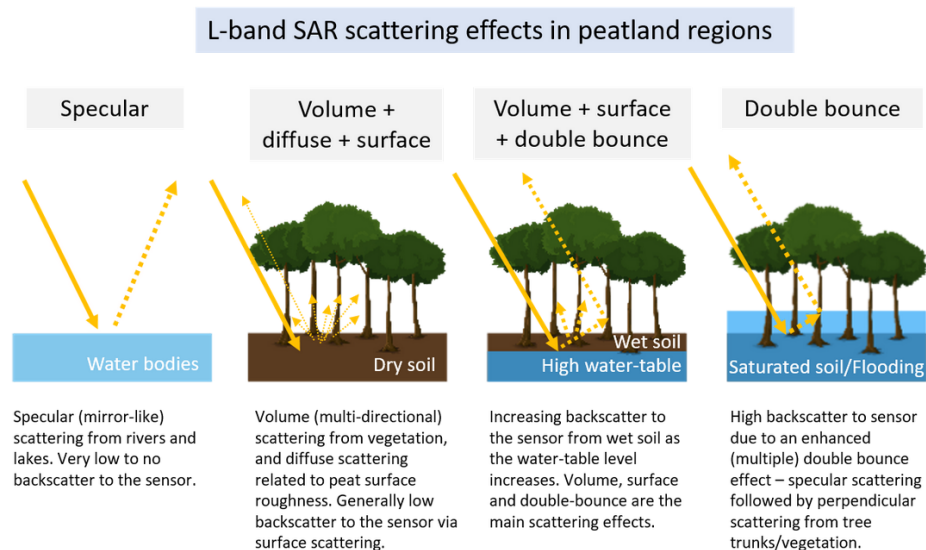 L-band SAR scattering effects in peatland regions
Specular
Volume +
diffuse + surface
Volume + surface
+ double bounce
Double bounce
Water bodies
Dry soil
Wet soil
High water-table
Saturated soil/Flooding
Specular (mirror-like)
scattering from rivers and
lakes. Very low to no
backscatter to the sensor.
Volume (multi-directional)
scattering from vegetation,
and diffuse scattering
related to peat surface
roughness. Generally low
backscatter to the sensor via
surface scattering.
Increasing backscatter to
the sensor from wet soil as
the water-table level
increases. Volume, surface
and double-bounce are the
main scattering effects.
High backscatter to sensor
due to an enhanced
(multiple) double bounce
effect – specular scattering
followed by perpendicular
scattering from tree
trunks/vegetation.